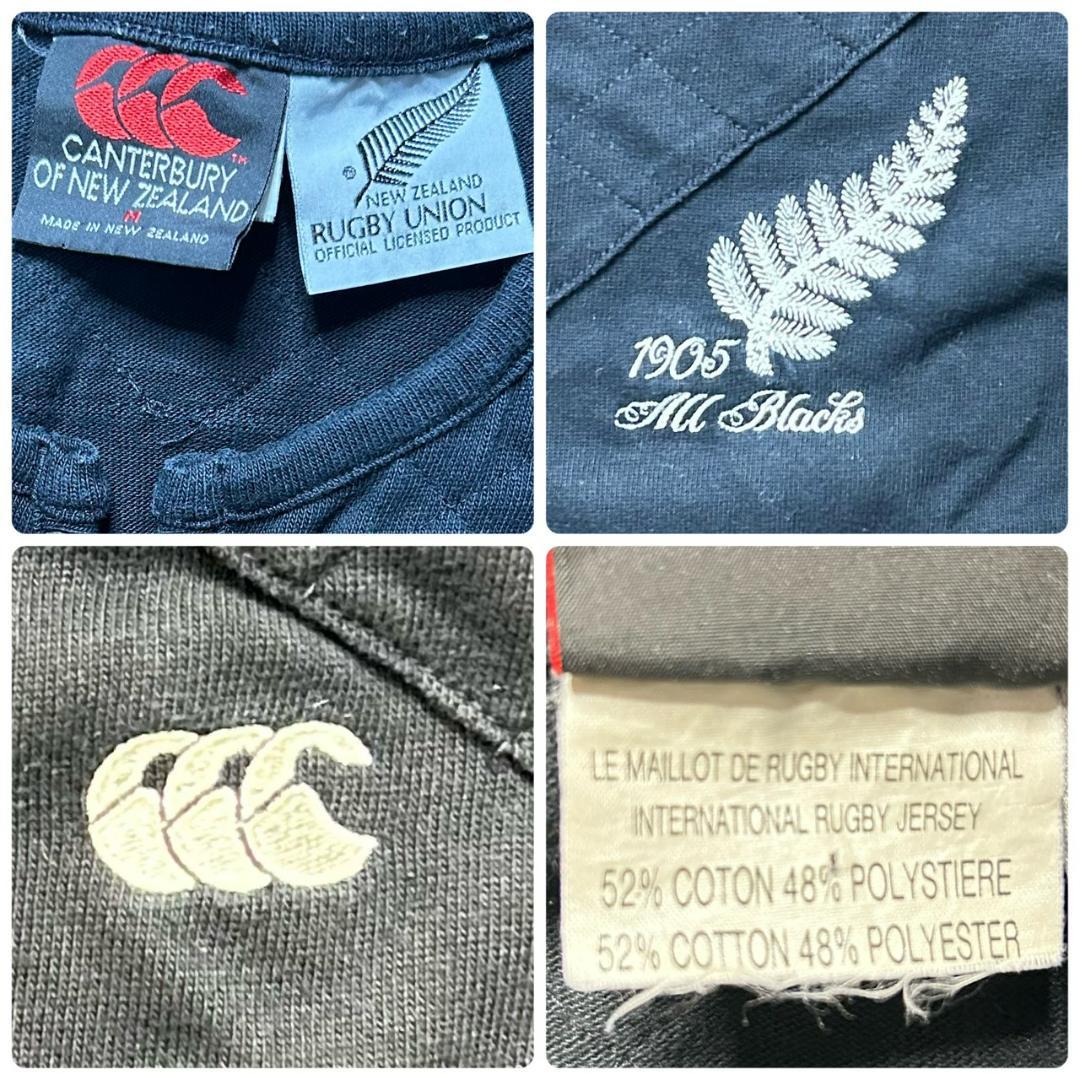 CANTERBURY
OF NEW ZEALAND
TM
M
MADE IN NEW ZEALAND
®
NEW ZEALAND
RUGBY UNION
OFFICIAL LICENSED PRODUCT
1905
All Blacks
LE MAILLOT DE RUGBY INTERNATIONAL
INTERNATIONAL RUGBY JERSEY
52% COTON 48% POLYSTIERE
52% COTTON 48% POLYESTER